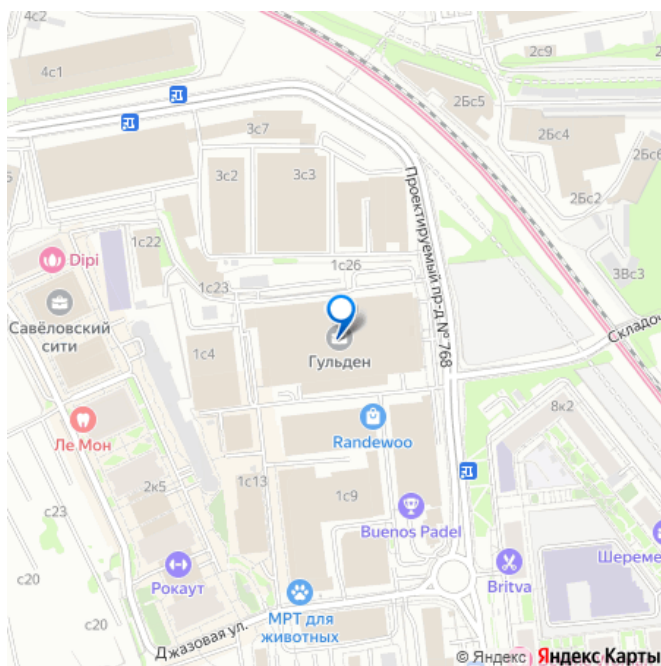 4с2
2с9
4с1
2Бс5
2Бс4
2Бс6
3с7
3с2
3с3
2Бс2
Проектируемый пр-д № 768
1с22
1с26
3Вс3
Dipi
1с23
Савёловский
сити
Складоч
1с4
Гульден
8к2
Ле Мон
Randewoo
2к5
1с13
1с9
с23
Buenos Padel
Шереме
Рокаут
Britva
с20
МРТ для
животных
с20
Джазовая ул.
© Яндекс Яндекс Карты